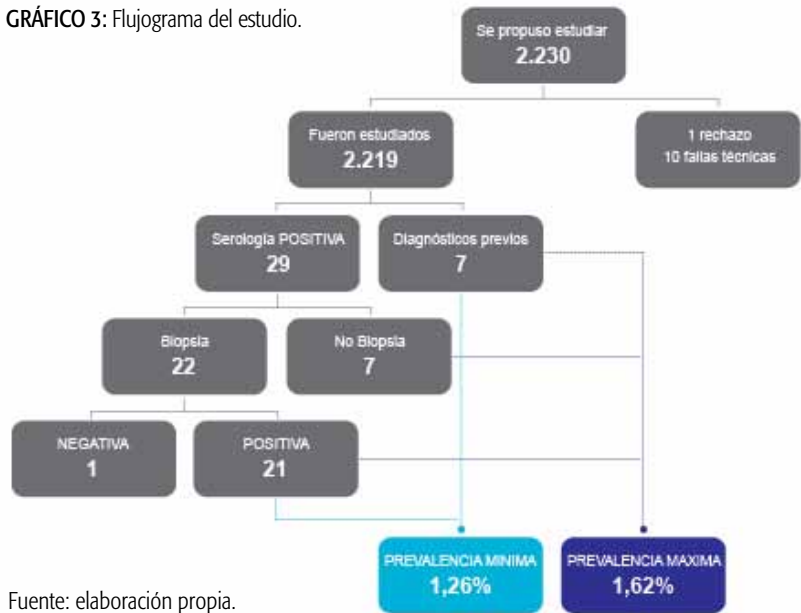 GRÁFICO 3: Flujograma del estudio.
Se propuso estudiar
2.230
Fueron estudiados
2.219
1 rechazo
10 fallas técnicas
Serología POSITIVA
29
Diagnósticos previos
7
Biopsia
22
No Biopsia
7
NEGATIVA
1
POSITIVA
21
PREVALENCIA MINIMA
1,26%
PREVALENCIA MAXIMA
1,62%
Fuente: elaboración propia.